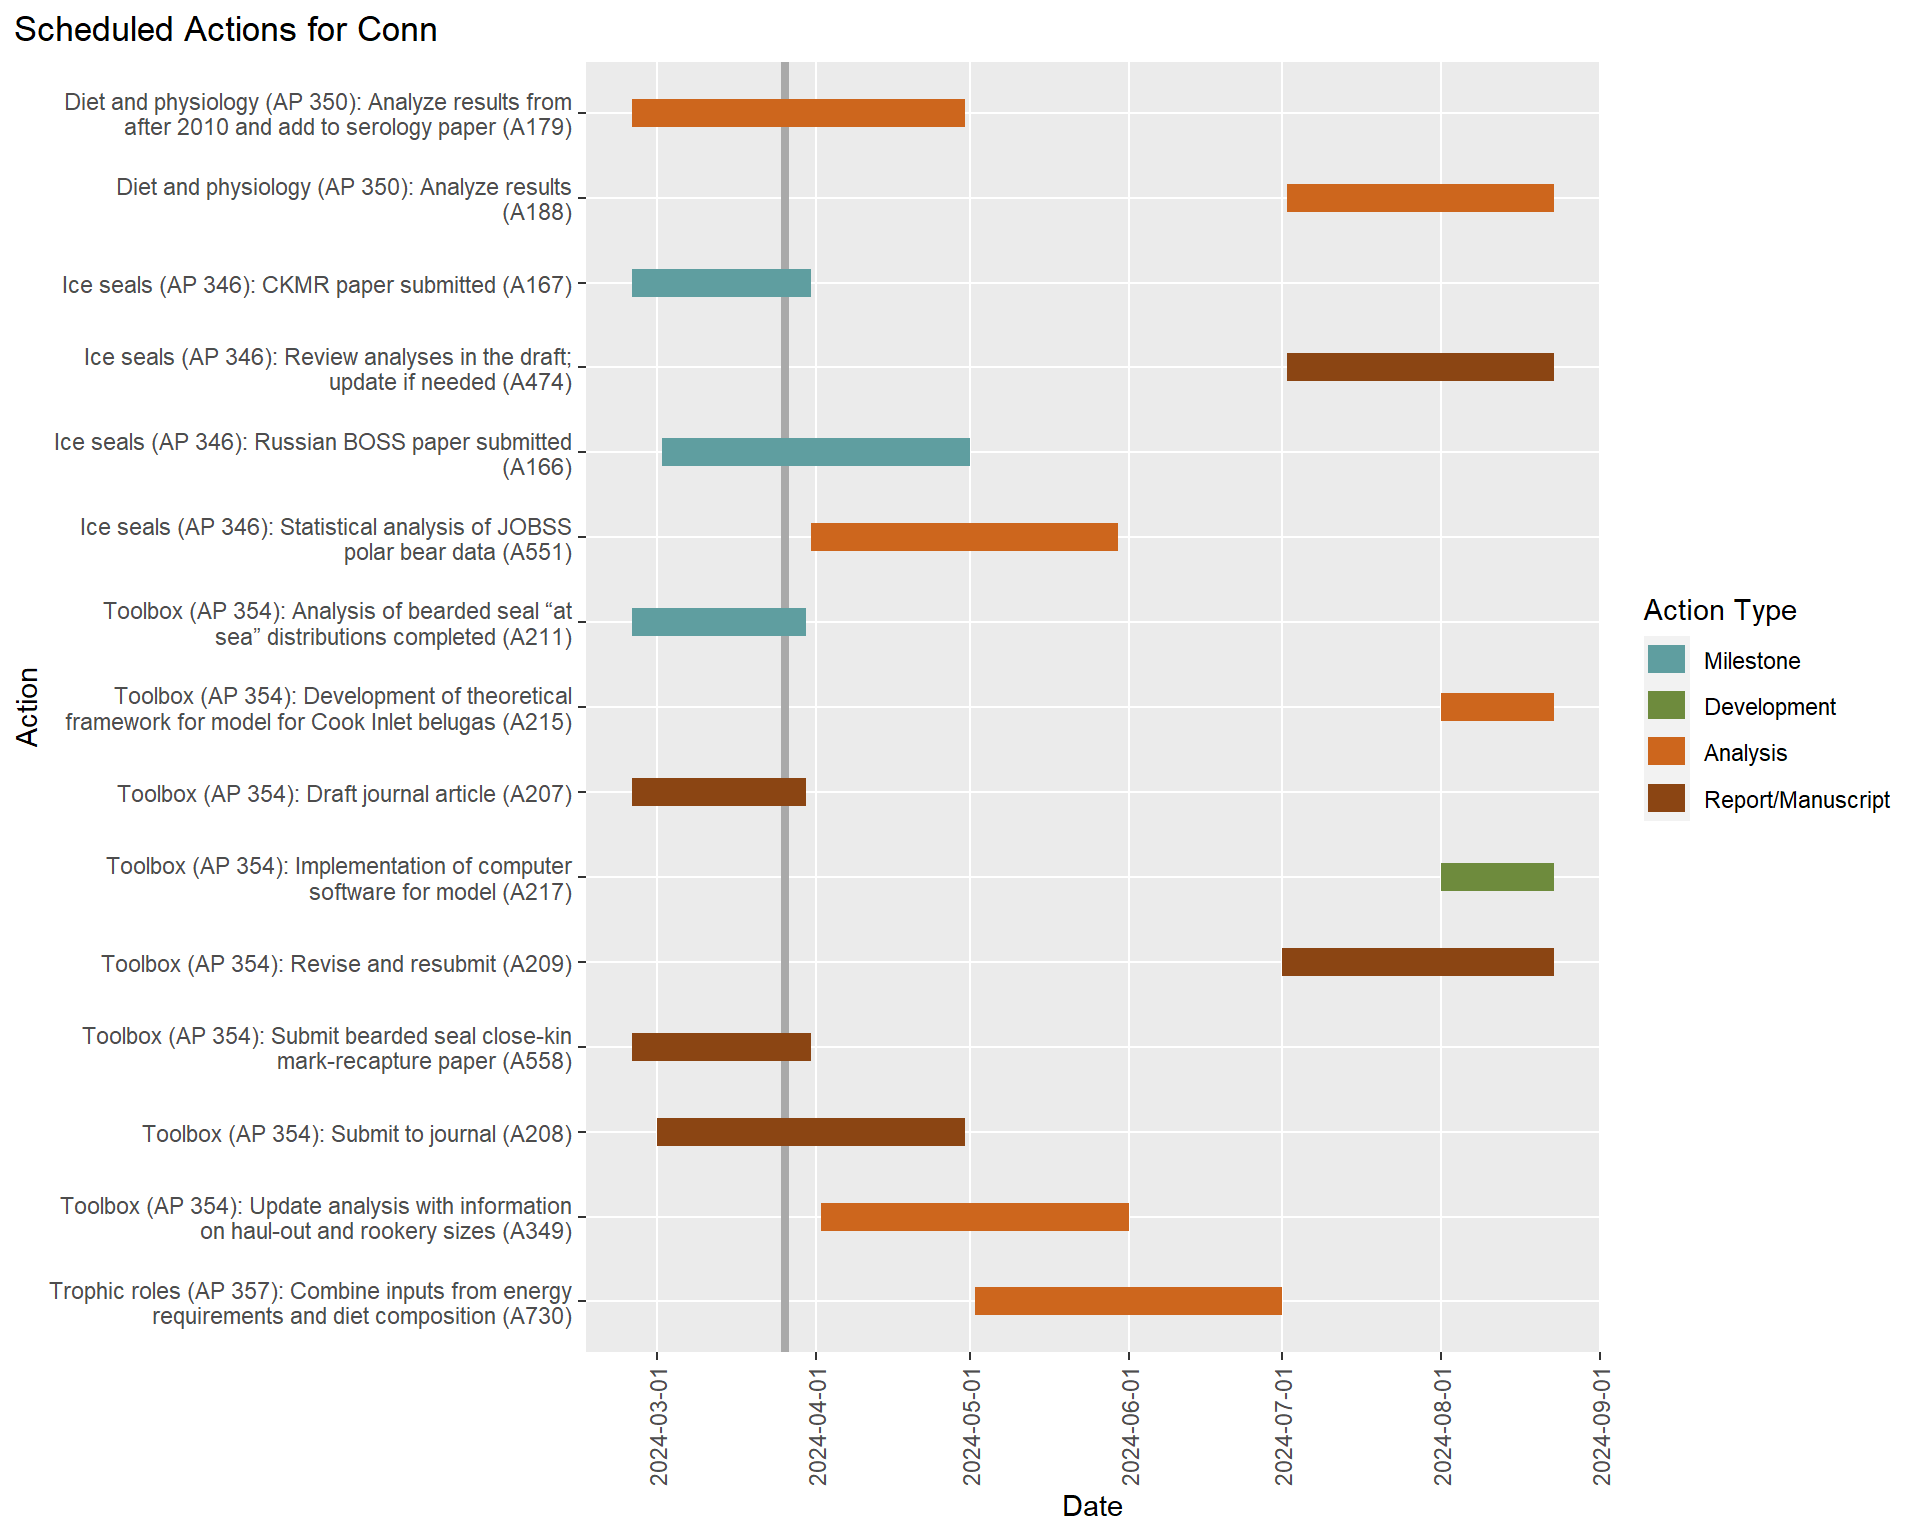 Scheduled Actions for Conn
Diet and physiology (AP 350): Analyze results from
after 2010 and add to serology paper (A179)
Diet and physiology (AP 350): Analyze results
(A188)
Ice seals (AP 346): CKMR paper submitted (A167)
Ice seals (AP 346): Review analyses in the draft;
update if needed (A474)
Ice seals (AP 346): Russian BOSS paper submitted
(A166)
Ice seals (AP 346): Statistical analysis of JOBSS
polar bear data (A551)
Toolbox (AP 354): Analysis of bearded seal “at
sea” distributions completed (A211)
Toolbox (AP 354): Development of theoretical
framework for model for Cook Inlet belugas (A215)
Toolbox (AP 354): Draft journal article (A207)
Toolbox (AP 354): Implementation of computer
software for model (A217)
Toolbox (AP 354): Revise and resubmit (A209)
Toolbox (AP 354): Submit bearded seal close-kin
mark-recapture paper (A558)
Toolbox (AP 354): Submit to journal (A208)
Toolbox (AP 354): Update analysis with information
on haul-out and rookery sizes (A349)
Trophic roles (AP 357): Combine inputs from energy
requirements and diet composition (A730)
Action
2024-03-01
2024-04-01
2024-05-01
2024-06-01
2024-07-01
2024-08-01
2024-09-01
Date
Action Type
Milestone
Development
Analysis
Report/Manuscript